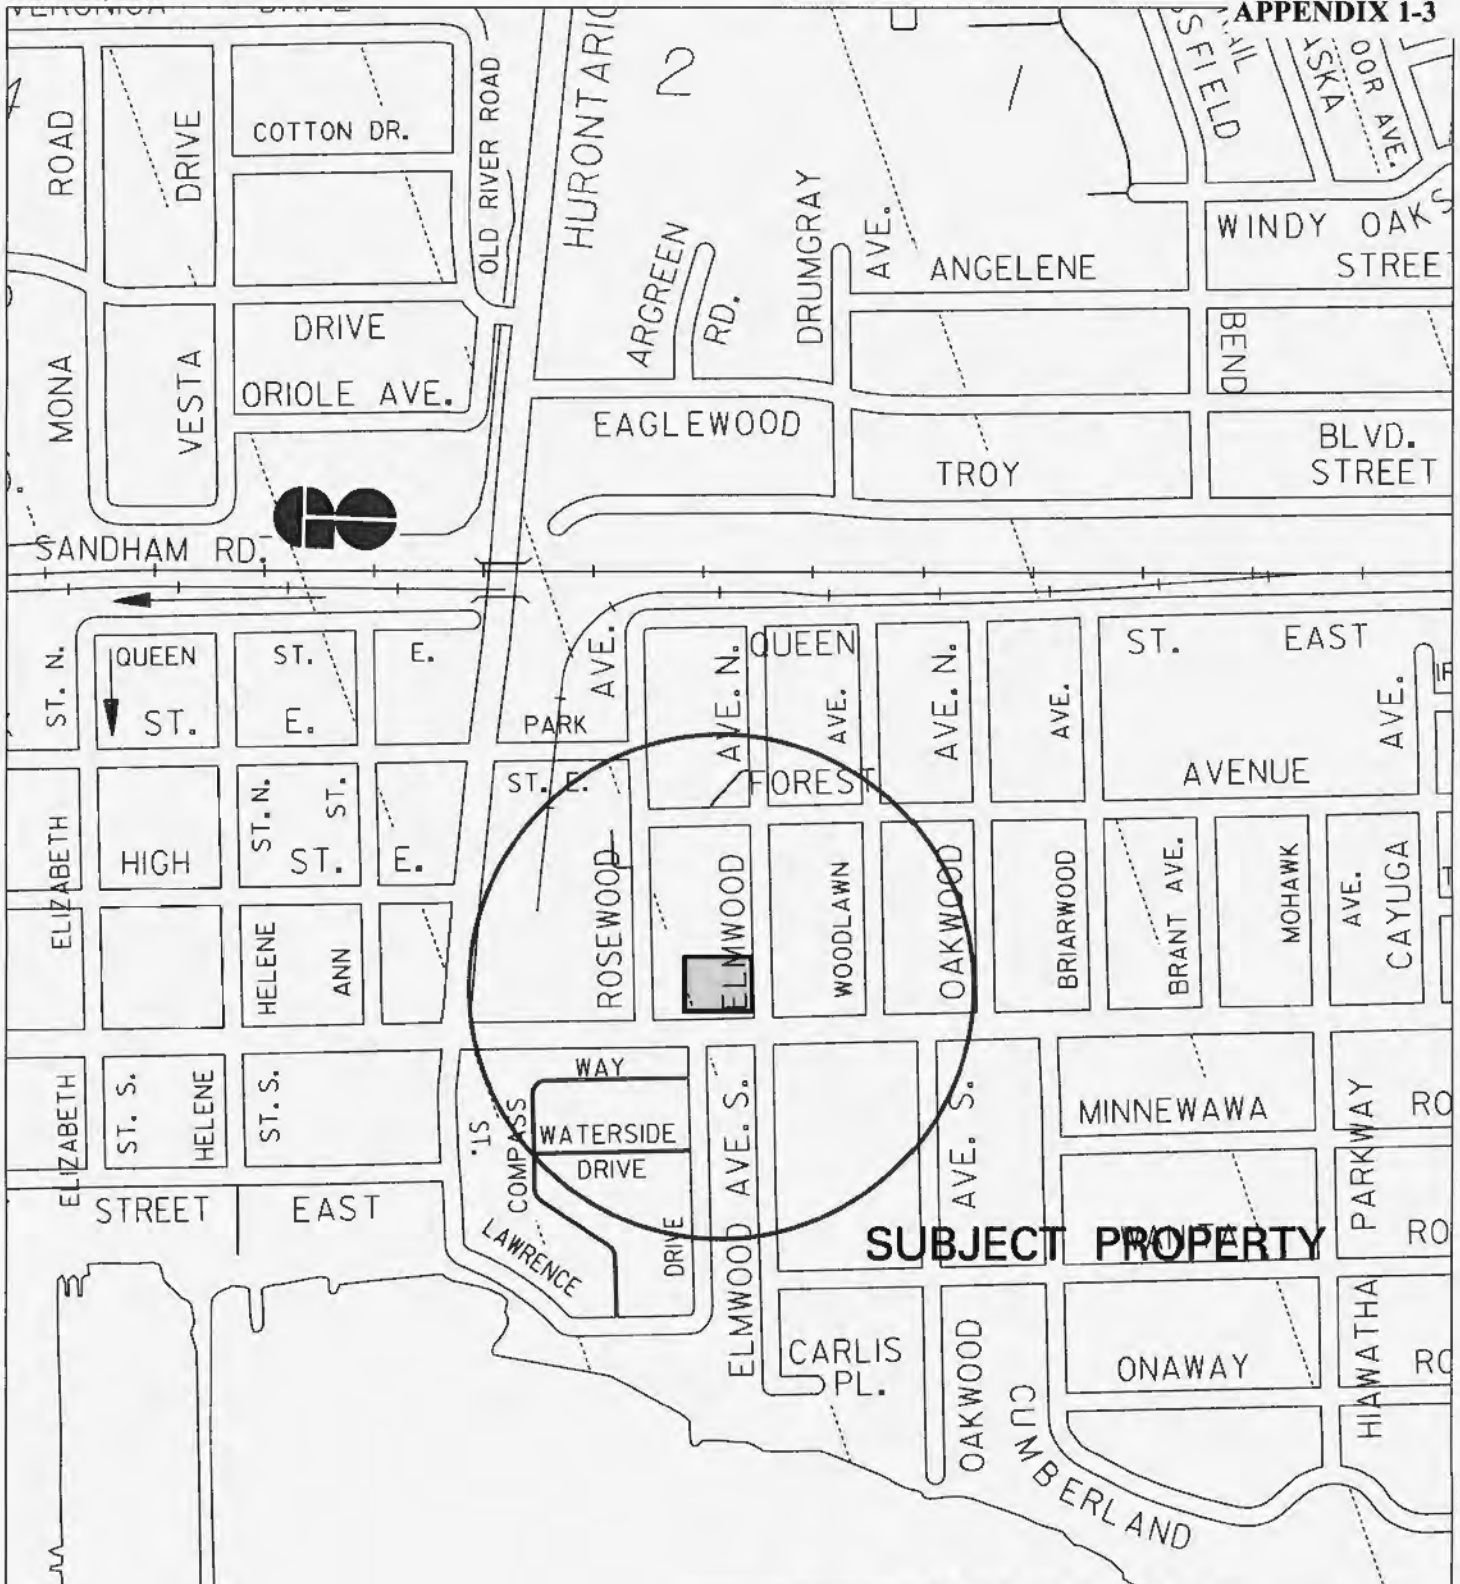 APPENDIX 1-3
HURONTARIO
2
1
ROAD
DRIVE
COTTON DR.
OLD RIVER ROAD
DRUMGRAY
AVE.
ARGREEN
RD.
ANGELENE
WINDY OAKS
STREET
DRIVE
BEND
MONA
VESTA
ORIOLE AVE.
EAGLEWOOD
BLVD.
TROY
STREET
GO
SANDHAM RD.
ST. N.
QUEEN
ST.
E.
AVE.
AVE. N.
QUEEN
AVE.
AVE. N.
AVE.
ST.
EAST
AVE.
ST.
E.
PARK
ST. E.
FOREST
AVENUE
ELIZABETH
HIGH
ST. N.
ST.
ST.
E.
HELENE
ANN
ROSEWOOD
ELMWOOD
WOODLAWN
OAKWOOD
BRIARWOOD
BRANT AVE.
MOHAWK
AVE.
CAYUGA
ELIZABETH
ST. S.
HELENE
ST. S.
ST.
COMPASS
WAY
WATERSIDE
DRIVE
ELMWOOD AVE. S.
AVE. S.
MINNEWAWA
RO
PARKWAY
STREET
EAST
LAWRENCE
DRIVE
SUBJECT PROPERTY
RO
CARLIS
PL.
OAKWOOD
CUMBERLAND
ONAWAY
HIAWATHA
RO